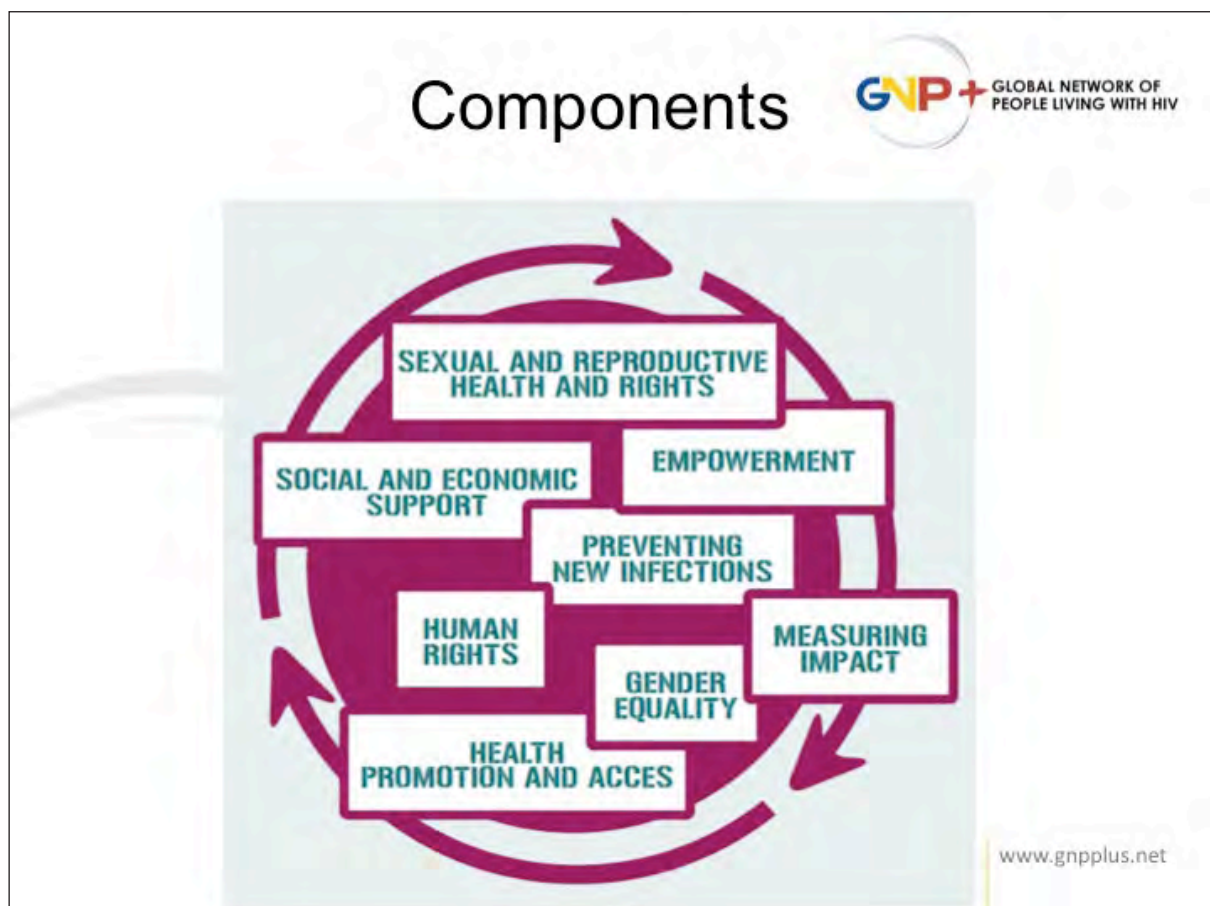 Components
GNP+ GLOBAL NETWORK OF
PEOPLE LIVING WITH HIV
SEXUAL AND REPRODUCTIVE
HEALTH AND RIGHTS
EMPOWERMENT
SOCIAL AND ECONOMIC
SUPPORT
PREVENTING
NEW INFECTIONS
HUMAN
RIGHTS
MEASURING
IMPACT
GENDER
EQUALITY
HEALTH
PROMOTION AND ACCES
www.gnpplus.net